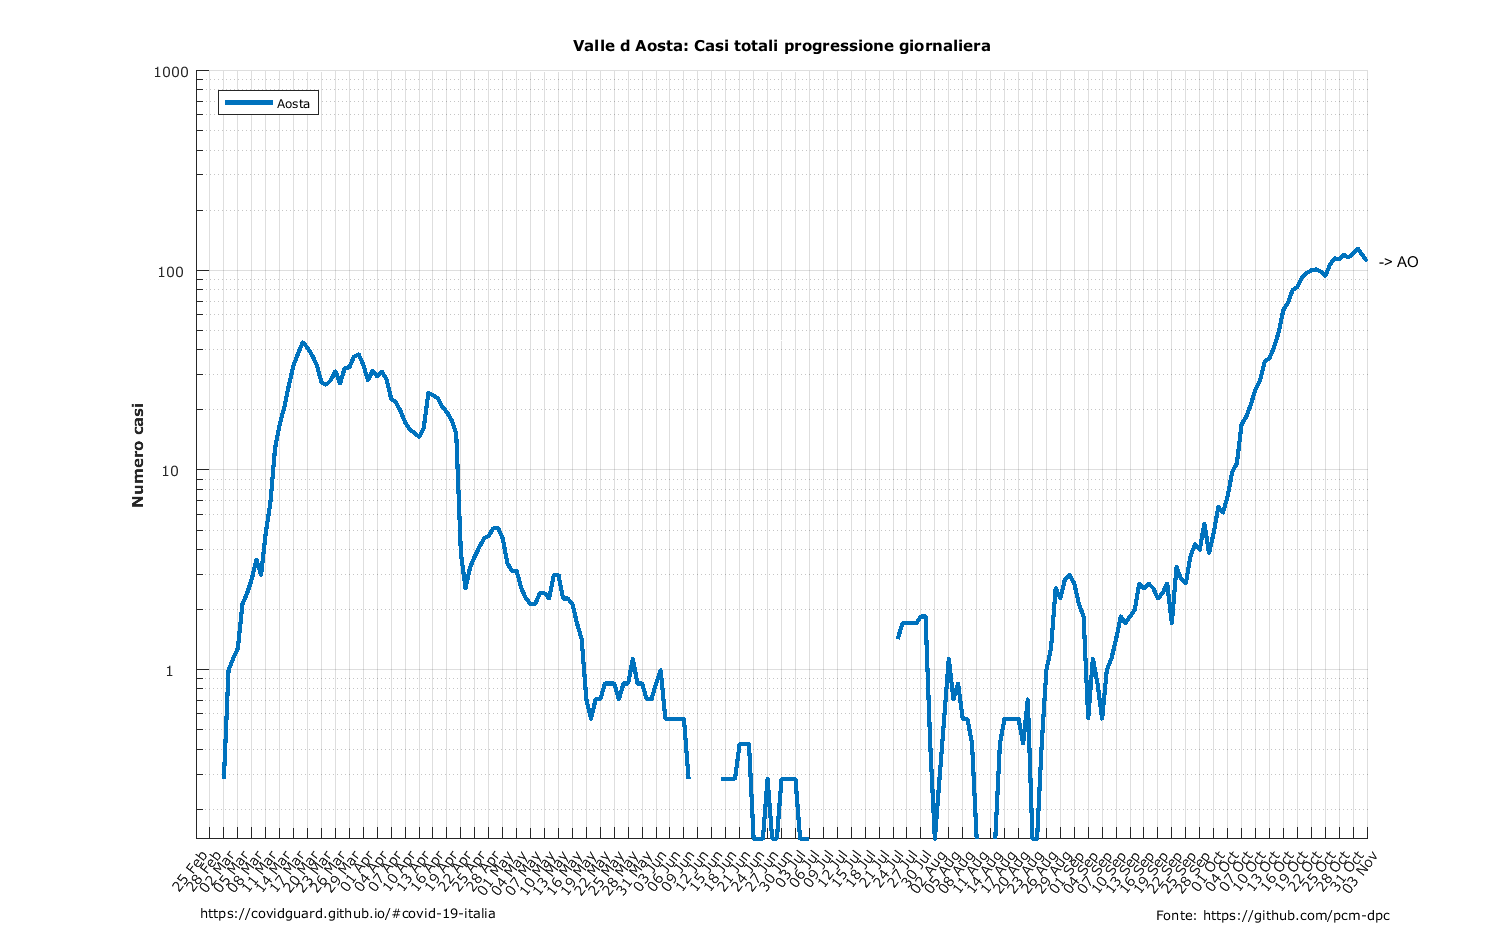 Valle d Aosta: Casi totali progressione giornaliera
Aosta
1000
100
10
1
Numero casi
-> AO
25 Feb
28 Feb
02 Mar
05 Mar
08 Mar
11 Mar
14 Mar
17 Mar
20 Mar
23 Mar
26 Mar
29 Mar
01 Apr
04 Apr
07 Apr
10 Apr
13 Apr
16 Apr
19 Apr
22 Apr
25 Apr
28 Apr
01 May
04 May
07 May
10 May
13 May
16 May
19 May
22 May
25 May
28 May
31 May
03 Jun
06 Jun
09 Jun
12 Jun
15 Jun
18 Jun
21 Jun
24 Jun
27 Jun
30 Jun
03 Jul
06 Jul
09 Jul
12 Jul
15 Jul
18 Jul
21 Jul
24 Jul
27 Jul
30 Jul
02 Aug
05 Aug
08 Aug
11 Aug
14 Aug
17 Aug
20 Aug
23 Aug
26 Aug
29 Aug
01 Sep
04 Sep
07 Sep
10 Sep
13 Sep
16 Sep
19 Sep
22 Sep
25 Sep
28 Sep
01 Oct
04 Oct
07 Oct
10 Oct
13 Oct
16 Oct
19 Oct
22 Oct
25 Oct
28 Oct
31 Oct
03 Nov
https://covidguard.github.io/#covid-19-italia
Fonte: https://github.com/pcm-dpc